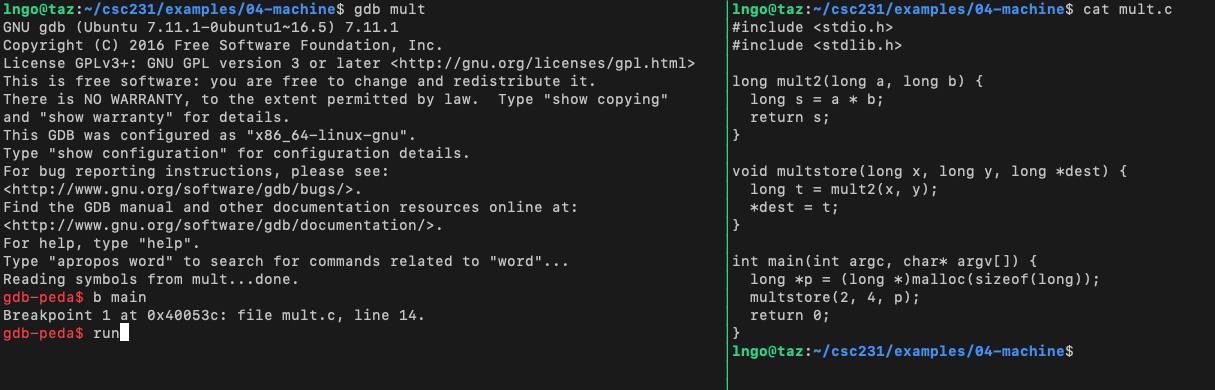 lngo@taz:~/csc231/examples/04-machine$ gdb mult
GNU gdb (Ubuntu 7.11.1-0ubuntu1~16.5) 7.11.1
Copyright (C) 2016 Free Software Foundation, Inc.
License GPLv3+: GNU GPL version 3 or later <http://gnu.org/licenses/gpl.html>
This is free software: you are free to change and redistribute it.
There is NO WARRANTY, to the extent permitted by law.  Type "show copying"
and "show warranty" for details.
This GDB was configured as "x86_64-linux-gnu".
Type "show configuration" for configuration details.
For bug reporting instructions, please see:
<http://www.gnu.org/software/gdb/bugs/>.
Find the GDB manual and other documentation resources online at:
<http://www.gnu.org/software/gdb/documentation/>.
For help, type "help".
Type "apropos word" to search for commands related to "word"...
Reading symbols from mult...done.
gdb-peda$ b main
Breakpoint 1 at 0x40053c: file mult.c, line 14.
gdb-peda$ run
lngo@taz:~/csc231/examples/04-machine$ cat mult.c
#include <stdio.h>
#include <stdlib.h>

long mult2(long a, long b) {
  long s = a * b;
  return s;
}

void multstore(long x, long y, long *dest) {
  long t = mult2(x, y);
  *dest = t;
}

int main(int argc, char* argv[]) {
  long *p = (long *)malloc(sizeof(long));
  multstore(2, 4, p);
  return 0;
}
lngo@taz:~/csc231/examples/04-machine$